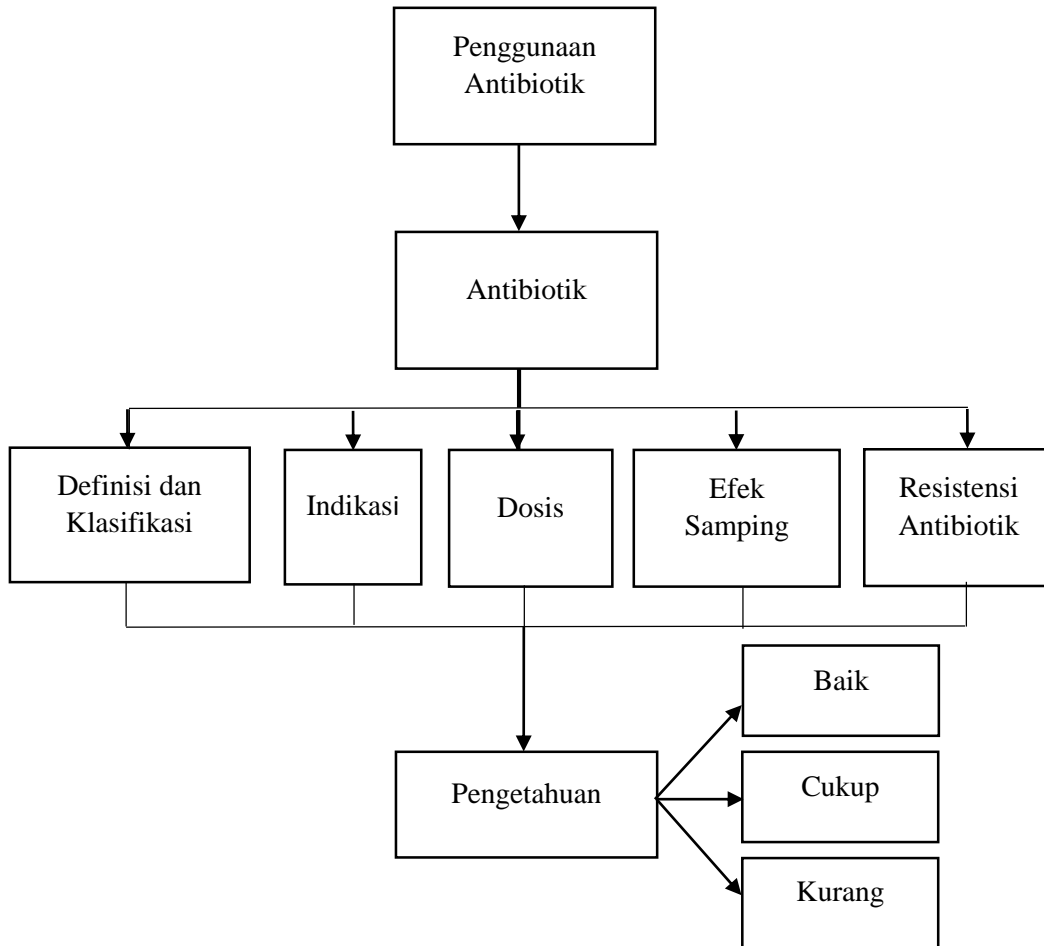 Penggunaan
Antibiotik
Antibiotik
Definisi dan
Klasifikasi
Indikasi
Dosis
Efek
Samping
Resistensi
Antibiotik
Baik
Pengetahuan
Cukup
Kurang